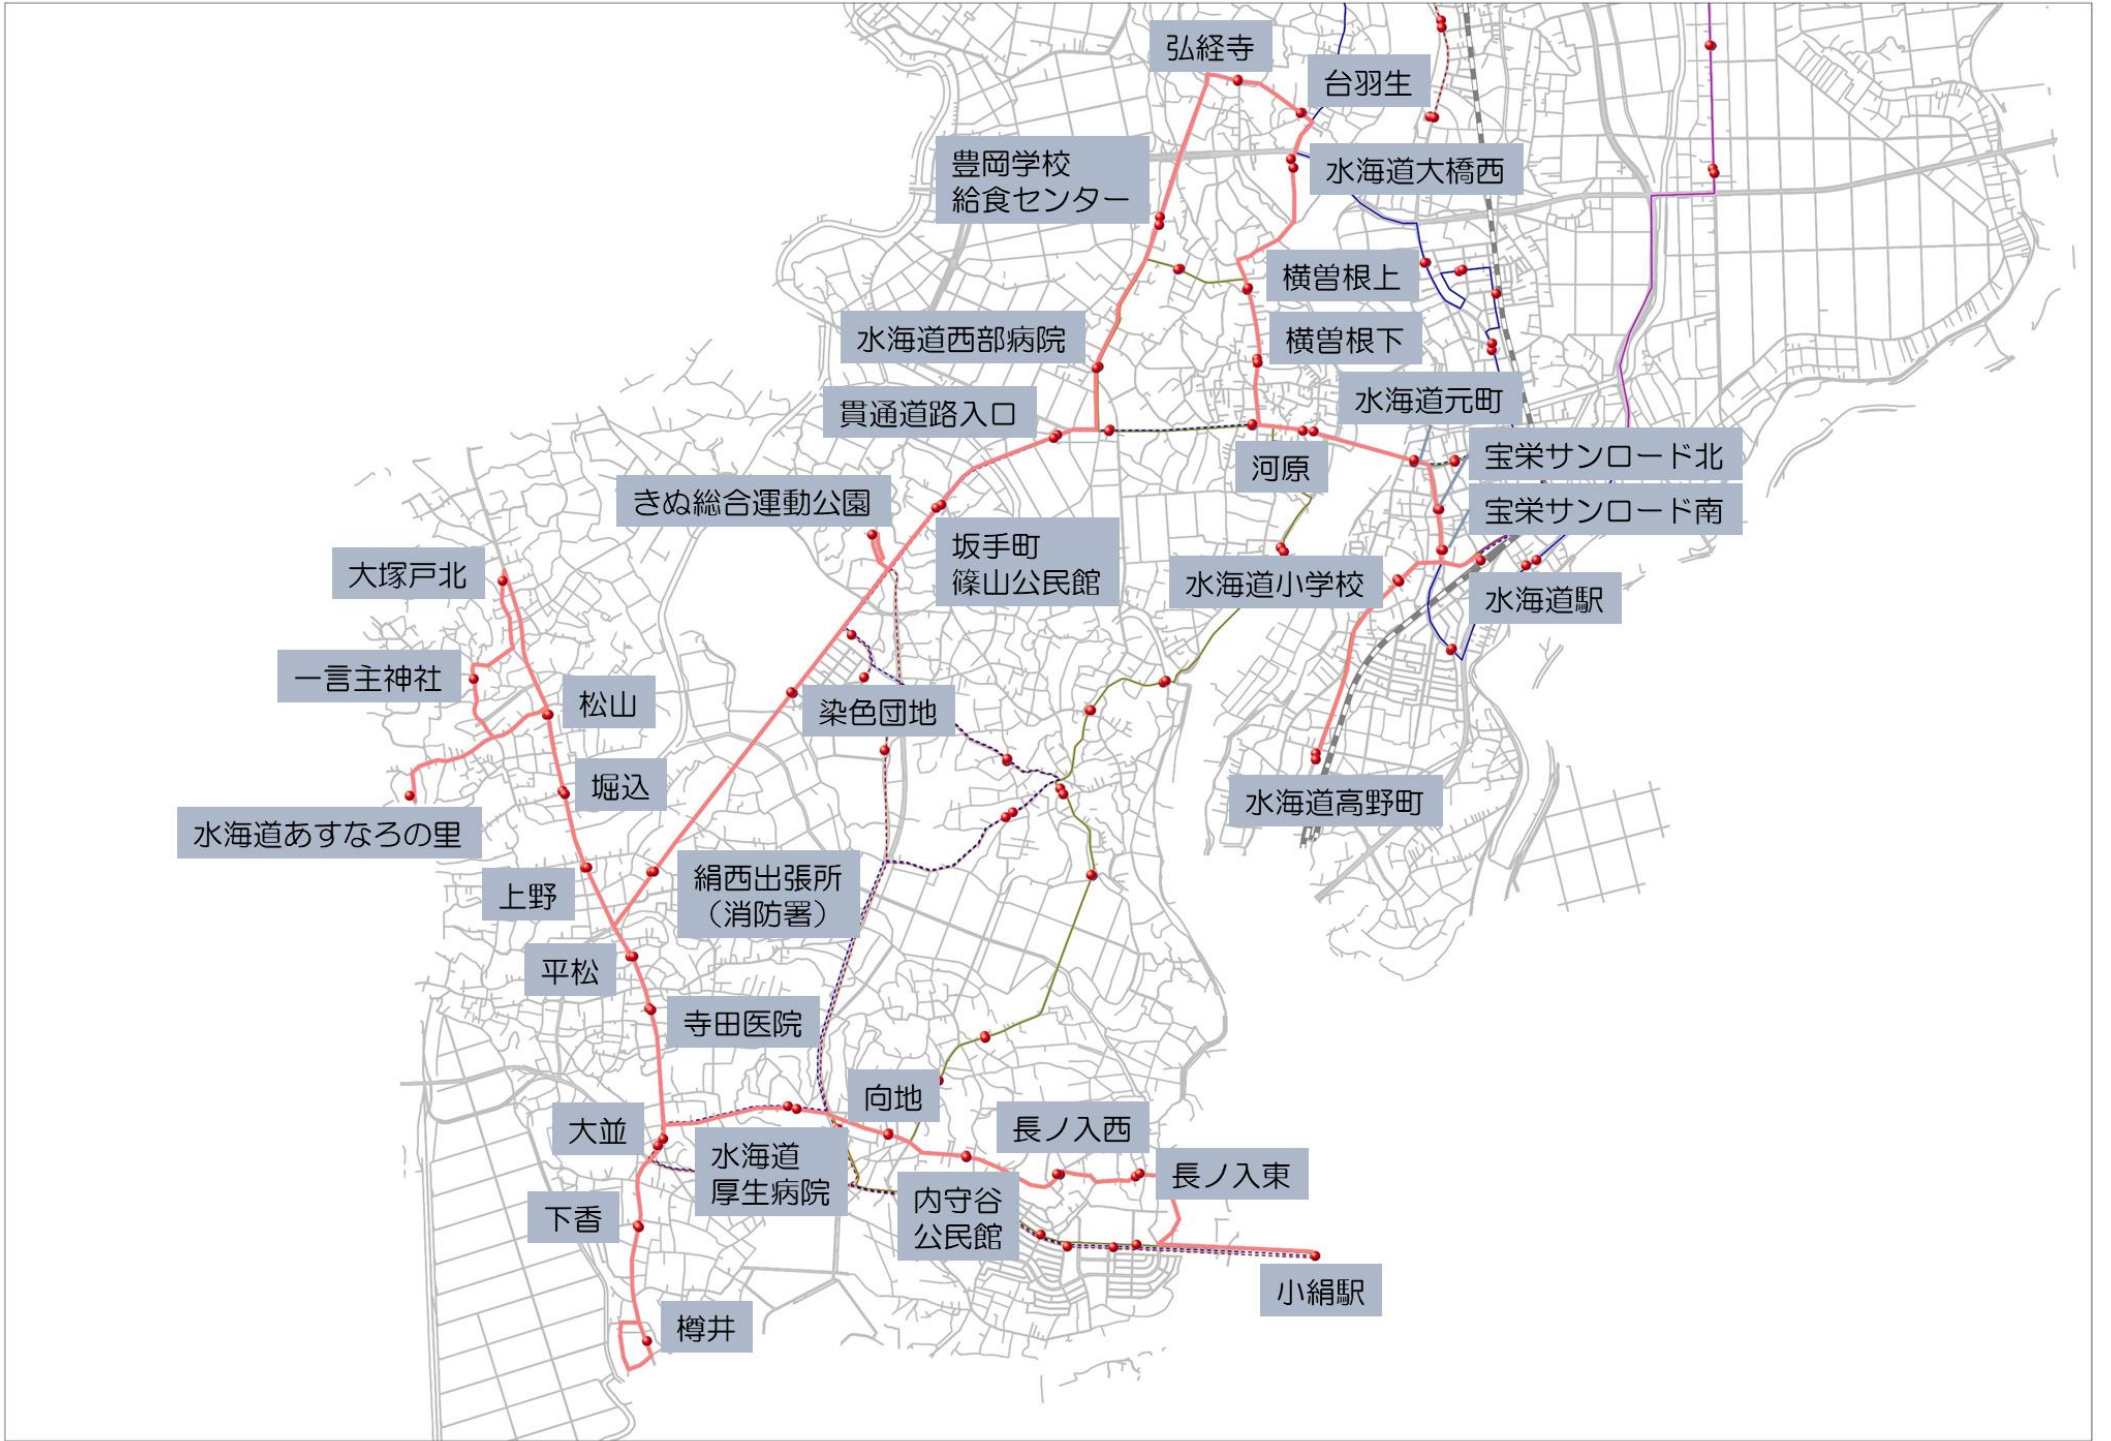 弘経寺
台羽生
豊岡学校
給食センター
水海道大橋西
横曽根上
水海道西部病院
横曽根下
水海道元町
貫通道路入口
河原
宝栄サンロード北
きぬ総合運動公園
宝栄サンロード南
坂手町
篠山公民館
大塚戸北
水海道小学校
水海道駅
一言主神社
松山
染色団地
堀込
水海道高野町
水海道あすなろの里
上野
絹西出張所
（消防署）
平松
寺田医院
向地
大並
長ノ入西
水海道
厚生病院
長ノ入東
下香
内守谷
公民館
小絹駅
樽井